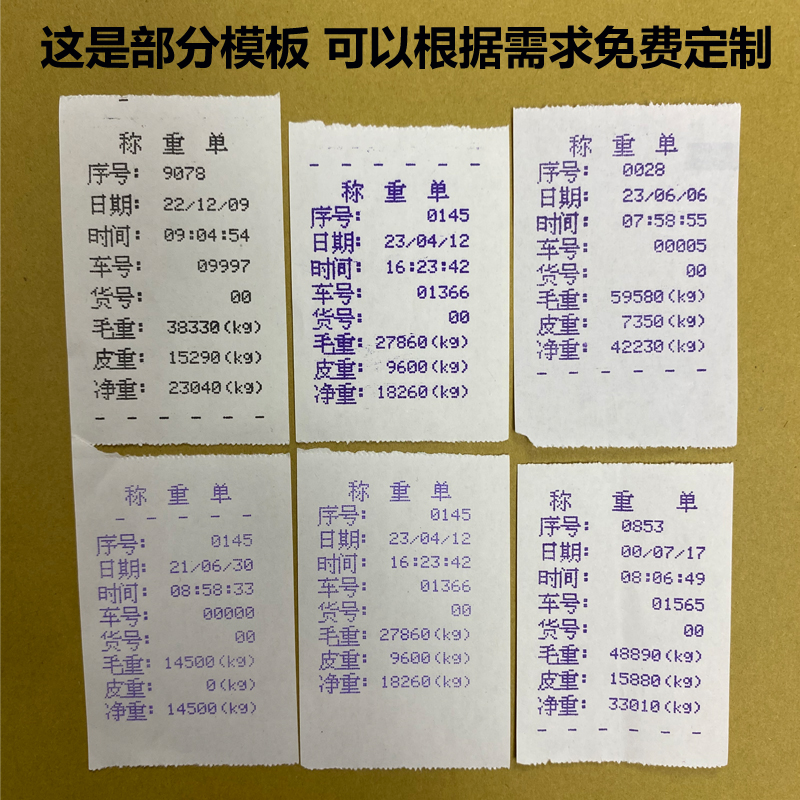 这是部分模板 可以根据需求免费定制
称 重 单
序号: 9078
日期: 22/12/09
时间: 09:04:54
车号: 09997
货号: 00
毛重: 38330(kg)
皮重: 15290(kg)
净重: 23040(kg)
称 重 单
序号: 0145
日期: 23/04/12
时间: 16:23:42
车号: 01366
货号: 00
毛重: 27860(kg)
皮重: 9600(kg)
净重: 18260(kg)
称 重 单
序号: 0028
日期: 23/06/06
时间: 07:58:55
车号: 00005
货号: 00
毛重: 59580(kg)
皮重: 7350(kg)
净重: 42230(kg)
称 重 单
序号: 0145
日期: 21/06/30
时间: 08:58:33
车号: 00000
货号: 00
毛重: 14500(kg)
皮重: 0(kg)
净重: 14500(kg)
称 重 单
序号: 0145
日期: 23/04/12
时间: 16:23:42
车号: 01366
货号: 00
毛重: 27860(kg)
皮重: 9600(kg)
净重: 18260(kg)
称 重 单
序号: 0853
日期: 00/07/17
时间: 08:06:49
车号: 01565
货号: 00
毛重: 48890(kg)
皮重: 15880(kg)
净重: 33010(kg)